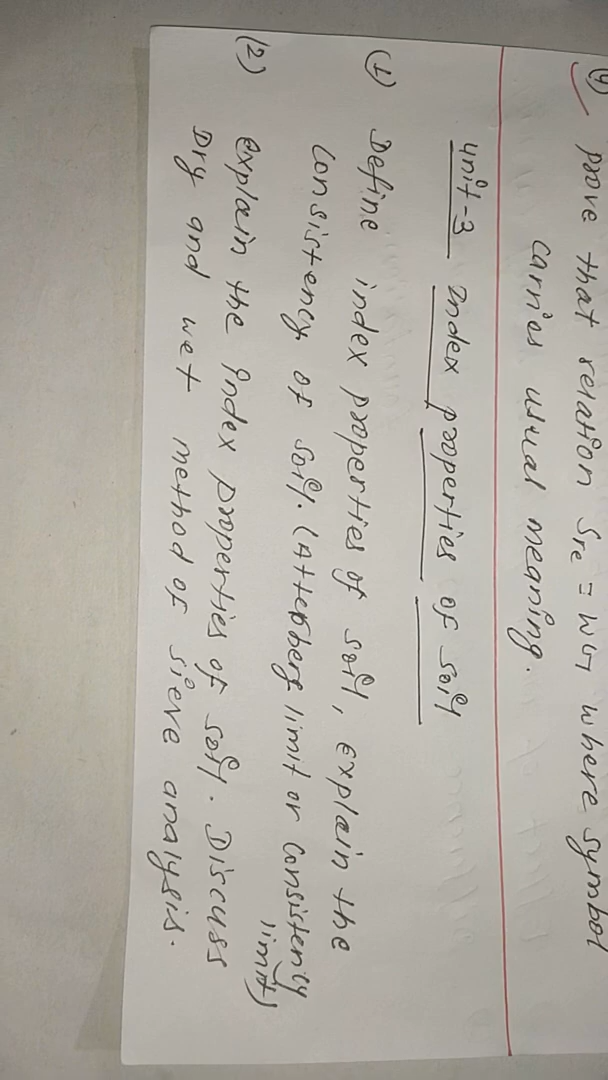 (4) prove that relation Sre = wG where symbol
carries usual meaning.
Unit-3 Index properties of soil
(1) Define index properties of soil, explain the
consistency of soil. (Atterberg limit or consistency
limit)
(2) explain the index properties of soil. Discuss
Dry and wet method of sieve analysis.